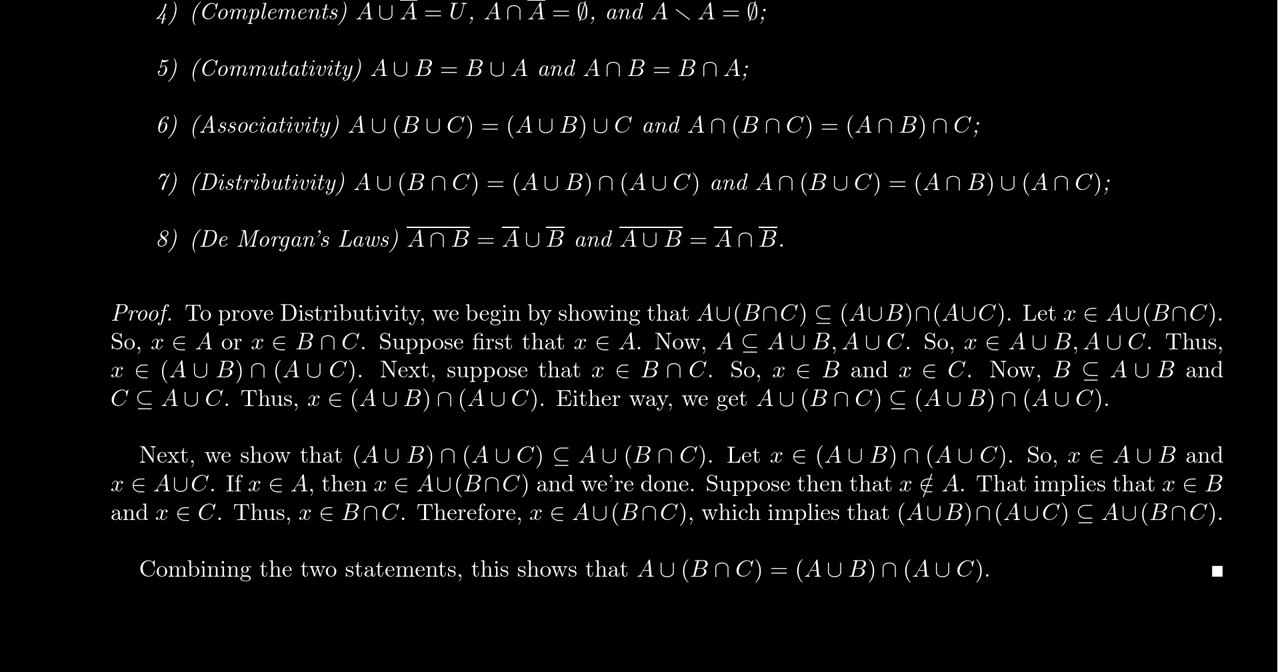 4) (Complements) A ∪ A̅ = U, A ∩ A̅ = ∅, and A ∖ A = ∅;
5) (Commutativity) A ∪ B = B ∪ A and A ∩ B = B ∩ A;
6) (Associativity) A ∪ (B ∪ C) = (A ∪ B) ∪ C and A ∩ (B ∩ C) = (A ∩ B) ∩ C;
7) (Distributivity) A ∪ (B ∩ C) = (A ∪ B) ∩ (A ∪ C) and A ∩ (B ∪ C) = (A ∩ B) ∪ (A ∩ C);
8) (De Morgan's Laws) \overline{A ∩ B} = A̅ ∪ B̅ and \overline{A ∪ B} = A̅ ∩ B̅.
Proof. To prove Distributivity, we begin by showing that A∪(B∩C) ⊆ (A∪B)∩(A∪C). Let x ∈ A∪(B∩C).
So, x ∈ A or x ∈ B ∩ C. Suppose first that x ∈ A. Now, A ⊆ A ∪ B, A ∪ C. So, x ∈ A ∪ B, A ∪ C. Thus,
x ∈ (A ∪ B) ∩ (A ∪ C). Next, suppose that x ∈ B ∩ C. So, x ∈ B and x ∈ C. Now, B ⊆ A ∪ B and
C ⊆ A ∪ C. Thus, x ∈ (A ∪ B) ∩ (A ∪ C). Either way, we get A ∪ (B ∩ C) ⊆ (A ∪ B) ∩ (A ∪ C).
Next, we show that (A ∪ B) ∩ (A ∪ C) ⊆ A ∪ (B ∩ C). Let x ∈ (A ∪ B) ∩ (A ∪ C). So, x ∈ A ∪ B and
x ∈ A∪C. If x ∈ A, then x ∈ A∪(B∩C) and we're done. Suppose then that x ∉ A. That implies that x ∈ B
and x ∈ C. Thus, x ∈ B∩C. Therefore, x ∈ A∪(B∩C), which implies that (A∪B)∩(A∪C) ⊆ A∪(B∩C).
Combining the two statements, this shows that A ∪ (B ∩ C) = (A ∪ B) ∩ (A ∪ C). ■